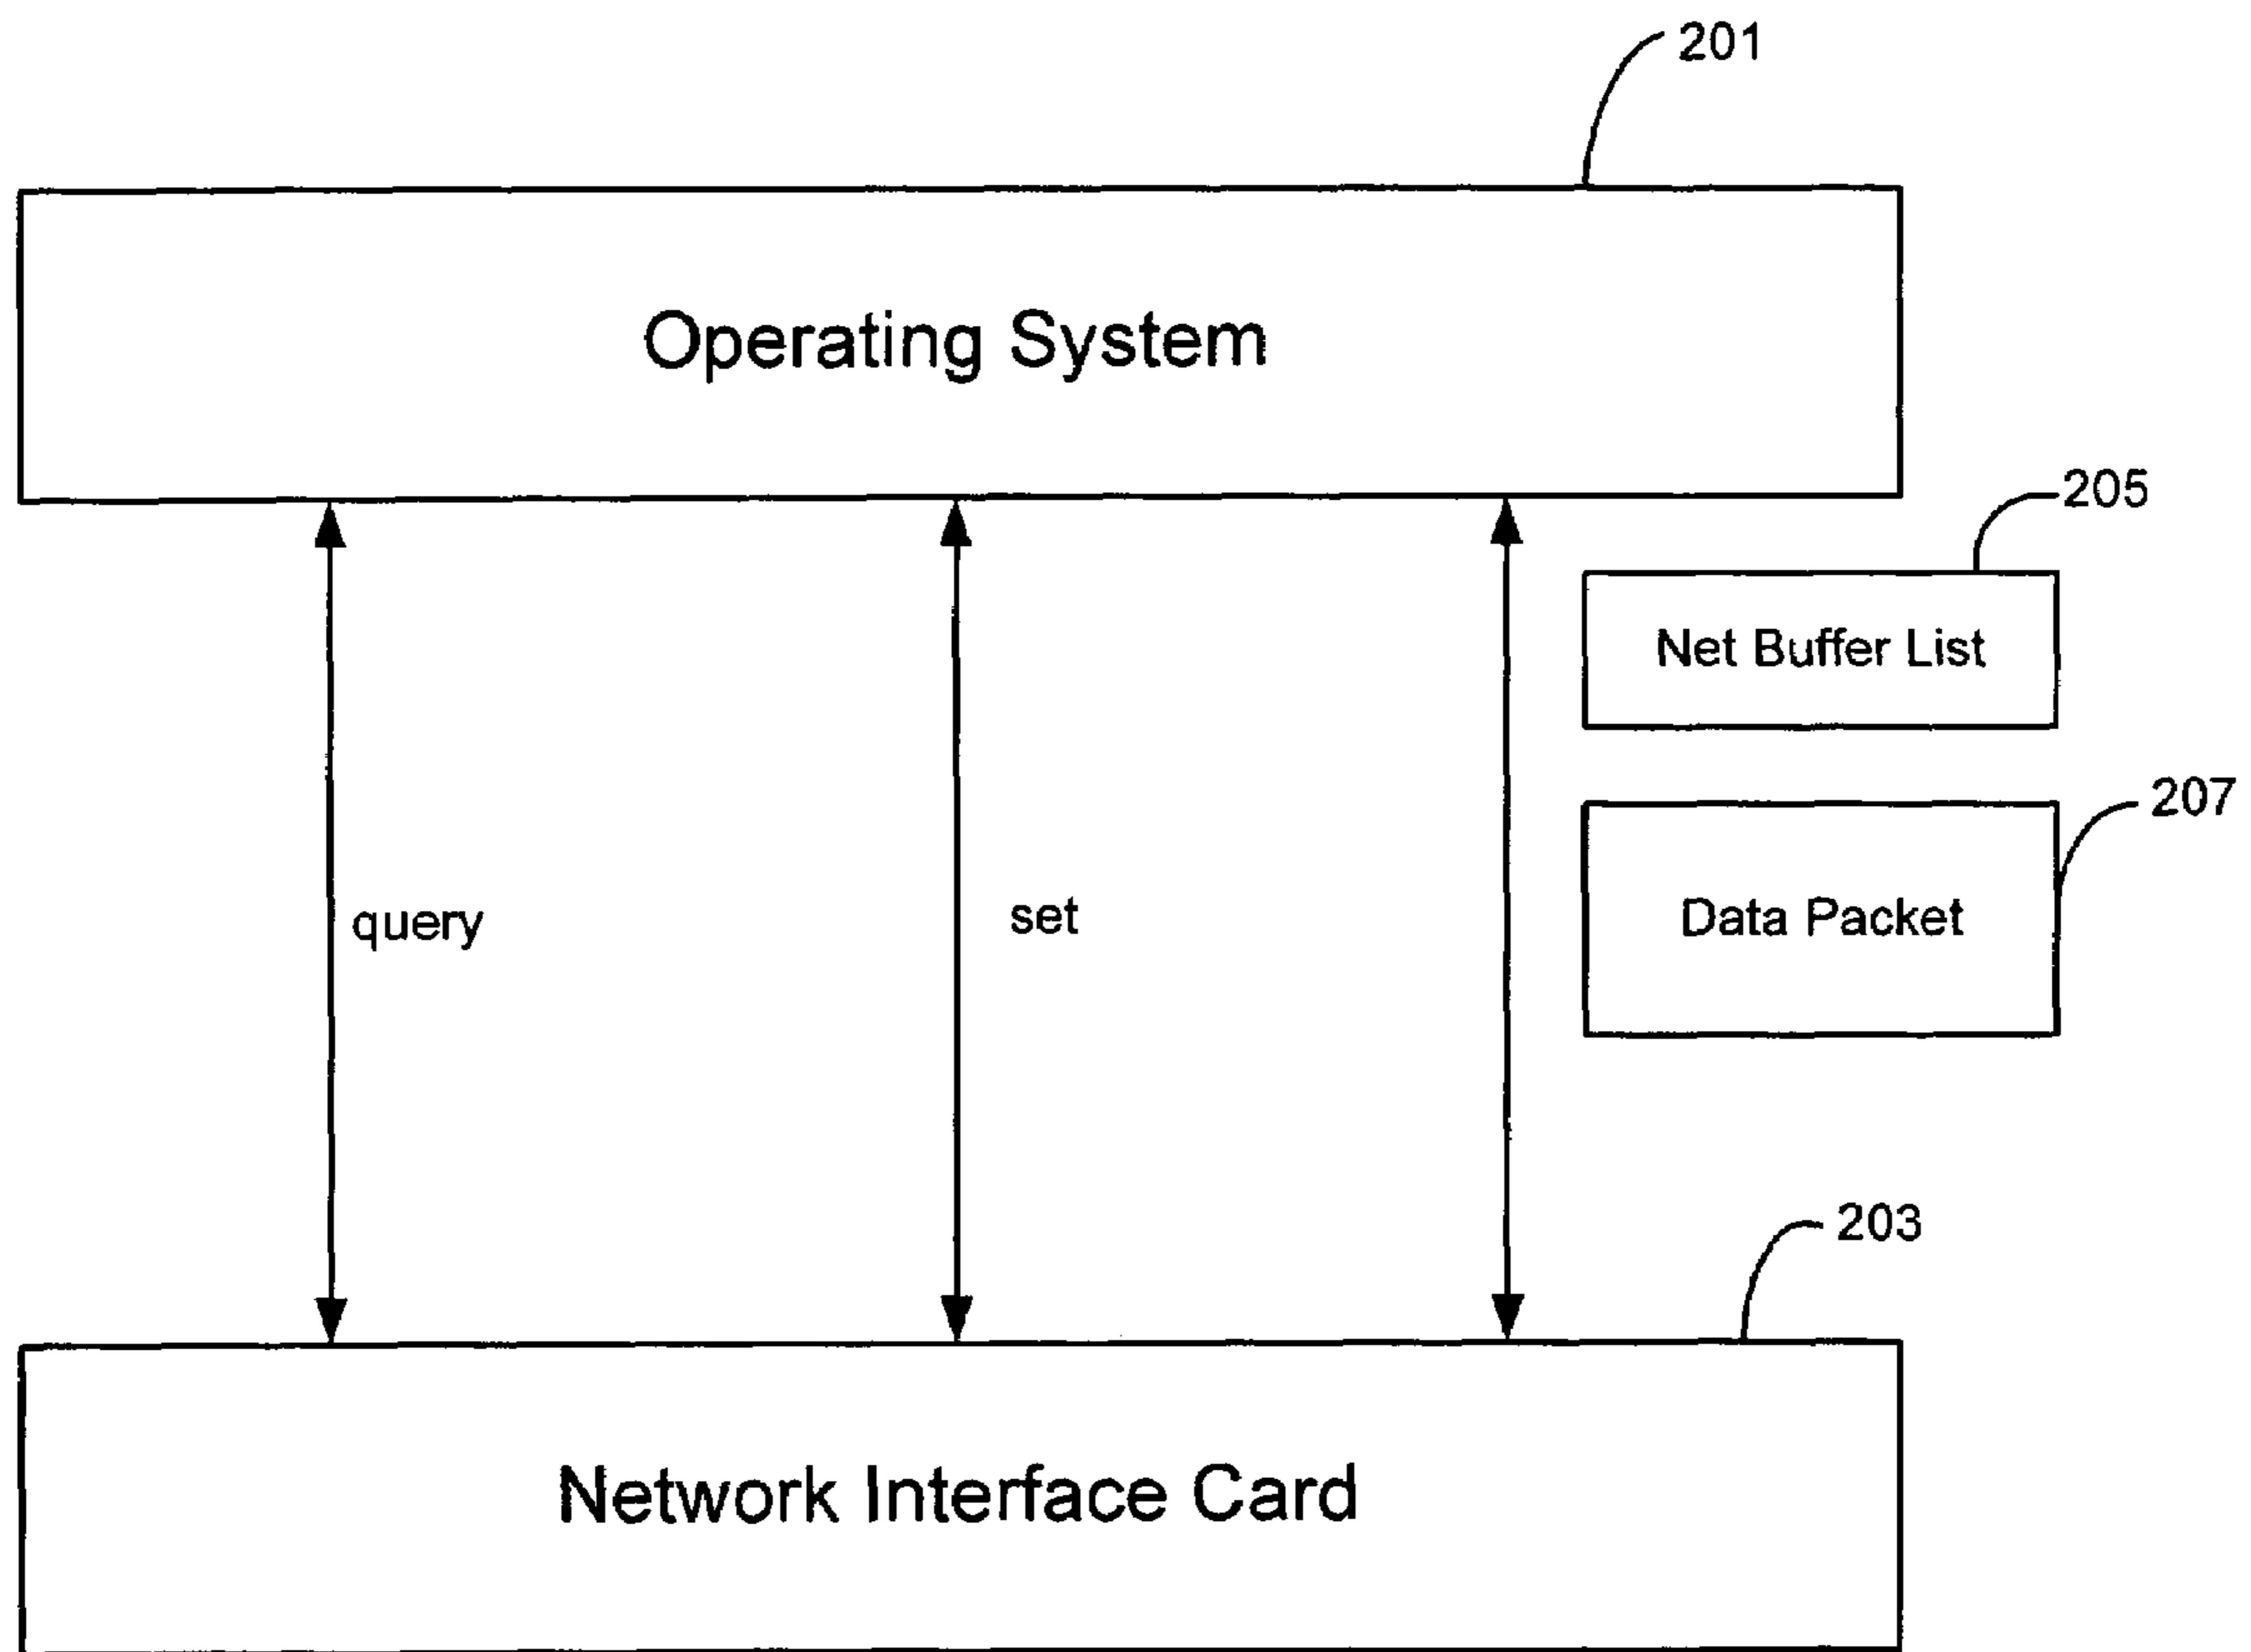 201
Operating System
205
Net Buffer List
207
Data Packet
query
set
203
Network Interface Card